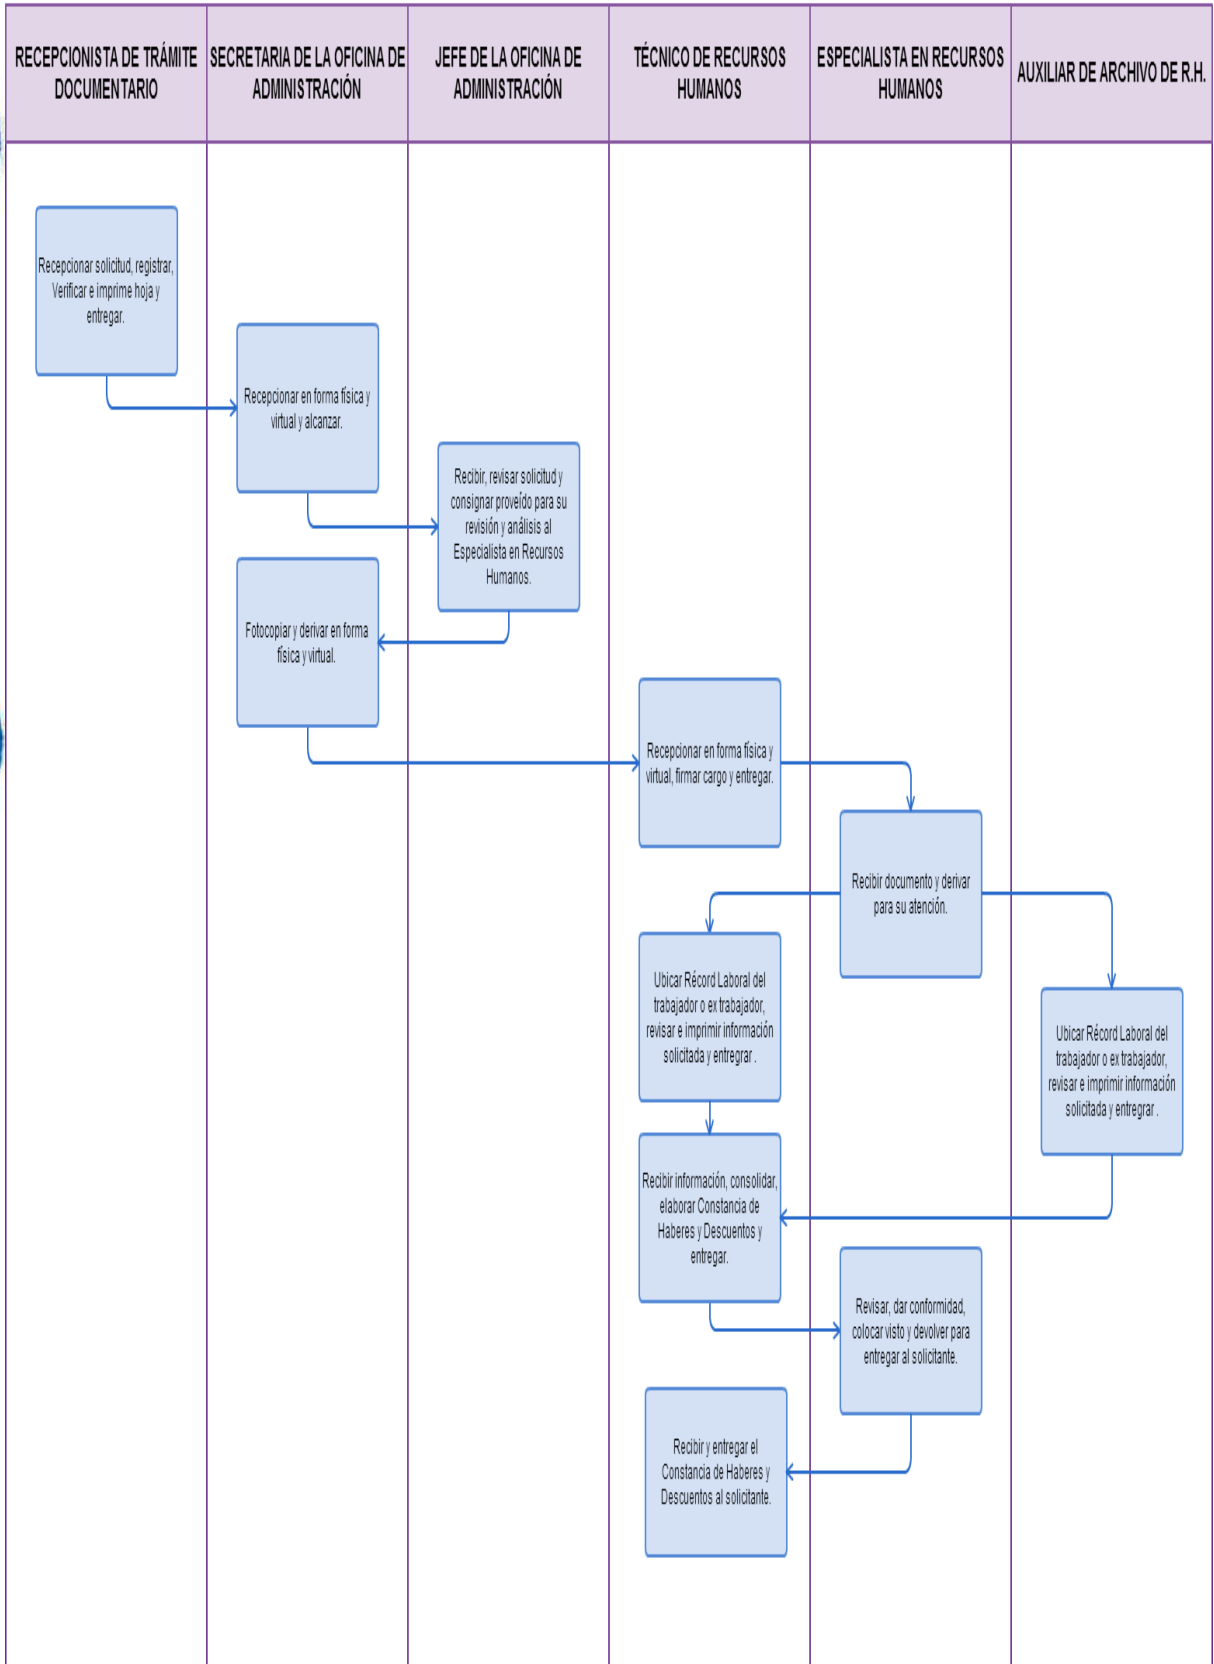 RECEPCIONISTA DE TRÁMITE
DOCUMENTARIO
SECRETARIA DE LA OFICINA DE
ADMINISTRACIÓN
JEFE DE LA OFICINA DE
ADMINISTRACIÓN
TÉCNICO DE RECURSOS
HUMANOS
ESPECIALISTA EN RECURSOS
HUMANOS
AUXILIAR DE ARCHIVO DE R.H.
Recepcionar solicitud, registrar,
Verificar e imprime hoja y
entregar.
Recepcionar en forma física y
virtual y alcanzar.
Recibir, revisar solicitud y
consignar proveído para su
revisión y análisis al
Especialista en Recursos
Humanos.
Fotocopiar y derivar en forma
física y virtual.
Recepcionar en forma física y
virtual, firmar cargo y entregar.
Recibir documento y derivar
para su atención.
Ubicar Récord Laboral del
trabajador o ex trabajador,
revisar e imprimir información
solicitada y entregrar .
Ubicar Récord Laboral del
trabajador o ex trabajador,
revisar e imprimir información
solicitada y entregrar .
Recibir información, consolidar,
elaborar Constancia de
Haberes y Descuentos y
entregar.
Revisar, dar conformidad,
colocar visto y devolver para
entregar al solicitante.
Recibir y entregar el
Constancia de Haberes y
Descuentos al solicitante.